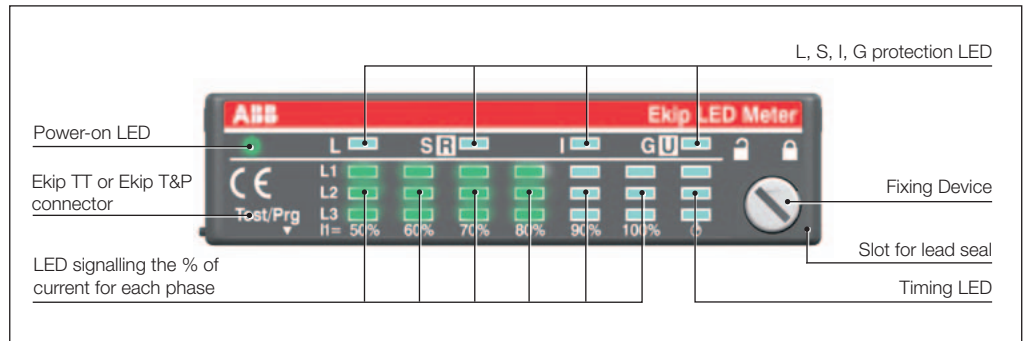 L, S, I, G protection LED
ABB Ekip LED Meter
Power-on LED
L S R I G U
Ekip TT or Ekip T&P
connector
CE
L1
L2
L3
Test/Prg
I1= 50% 60% 70% 80% 90% 100%
Fixing Device
Slot for lead seal
LED signalling the % of
current for each phase
Timing LED